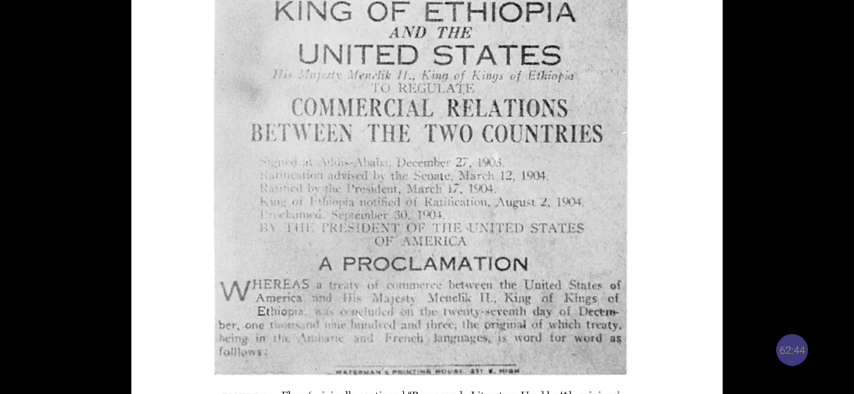 KING OF ETHIOPIA
AND THE
UNITED STATES
His Majesty Menelik II., King of Kings of Ethiopia
TO REGULATE
COMMERCIAL RELATIONS
BETWEEN THE TWO COUNTRIES
Signed at Addis-Ababa, December 27, 1903.
Ratification advised by the Senate, March 12, 1904.
Ratified by the President, March 17, 1904.
King of Ethiopia notified of Ratification, August 2, 1904.
Proclaimed, September 30, 1904.
BY THE PRESIDENT OF THE UNITED STATES
OF AMERICA
A PROCLAMATION
WHEREAS a treaty of commerce between the United States of
America and His Majesty Menelik II., King of Kings of
Ethiopia, was concluded on the twenty-seventh day of Decem-
ber, one thousand nine hundred and three, the original of which treaty,
being in the Amharic and French languages, is word for word as
folllows:
WATERMAN'S PRINTING HOUSE, 251 E. HIGH
62:44